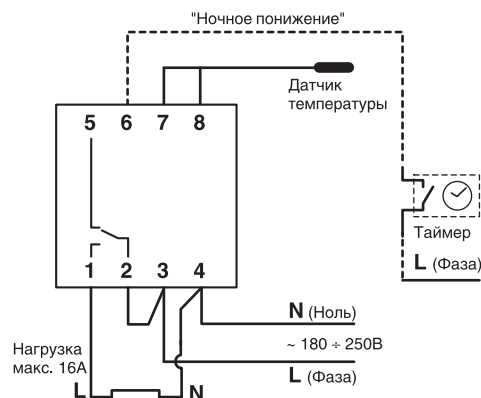 "Ночное понижение"
Датчик
температуры
5 6 7 8
Таймер
L (Фаза)
1 2 3 4
N (Ноль)
~ 180 ÷ 250В
L (Фаза)
Нагрузка
макс. 16А
L N